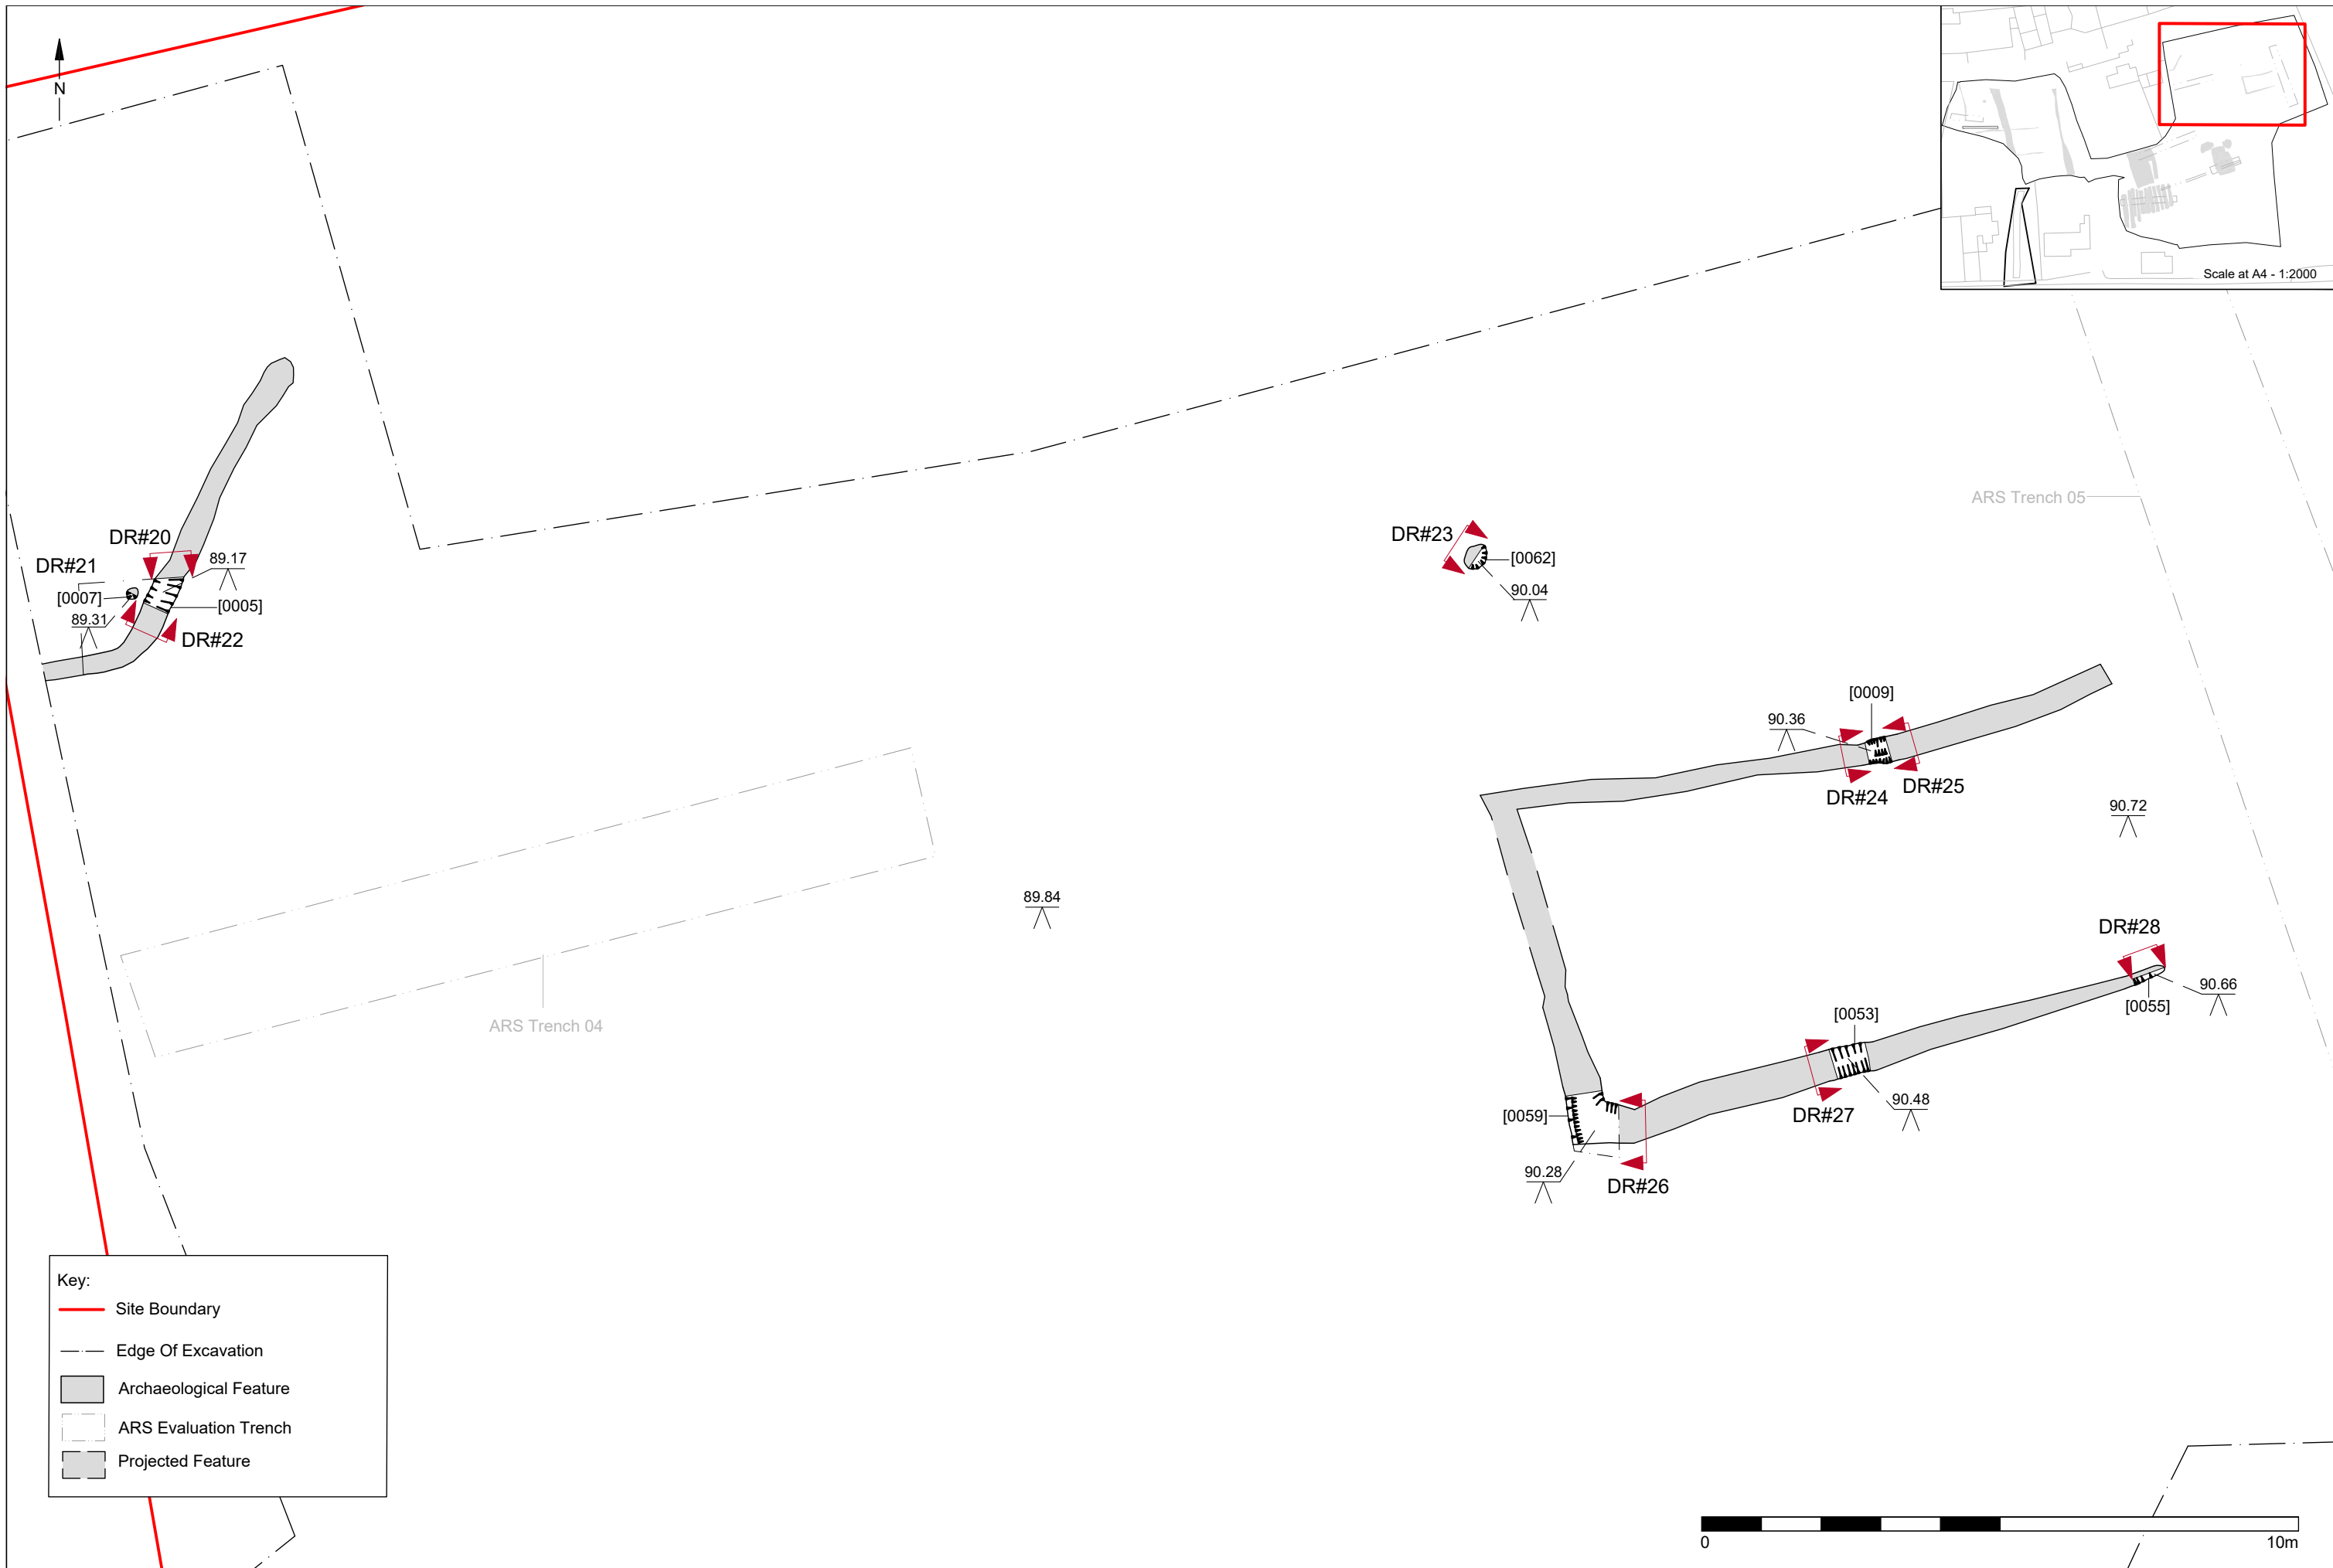 N
Scale at A4 - 1:2000
ARS Trench 05
DR#20
DR#21
89.17
[0007]
[0005]
89.31
DR#22
DR#23
[0062]
90.04
[0009]
90.36
DR#24
DR#25
90.72
89.84
DR#28
90.66
[0055]
ARS Trench 04
[0053]
[0059]
DR#27
90.48
90.28
DR#26
Key:
Site Boundary
Edge Of Excavation
Archaeological Feature
ARS Evaluation Trench
Projected Feature
0
10m